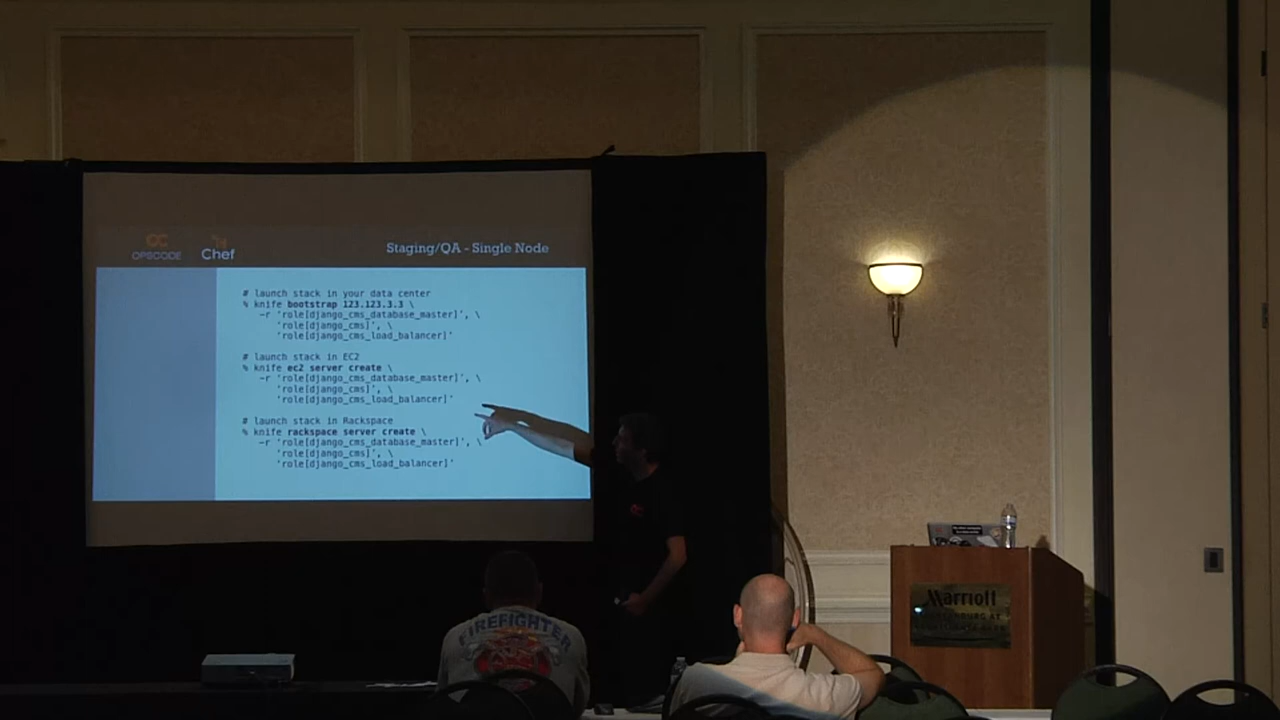 OPSCODE
Chef
Staging/QA - Single Node
# launch stack in your data center
% knife bootstrap 123.123.3.3 \
-r 'role[django_cms_database_master]', \
'role[django_cms]', \
'role[django_cms_load_balancer]'
# launch stack in EC2
% knife ec2 server create \
-r 'role[django_cms_database_master]', \
'role[django_cms]', \
'role[django_cms_load_balancer]'
# launch stack in Rackspace
% knife rackspace server create \
-r 'role[django_cms_database_master]', \
'role[django_cms]', \
'role[django_cms_load_balancer]'
FIREFIGHTER
Marriott